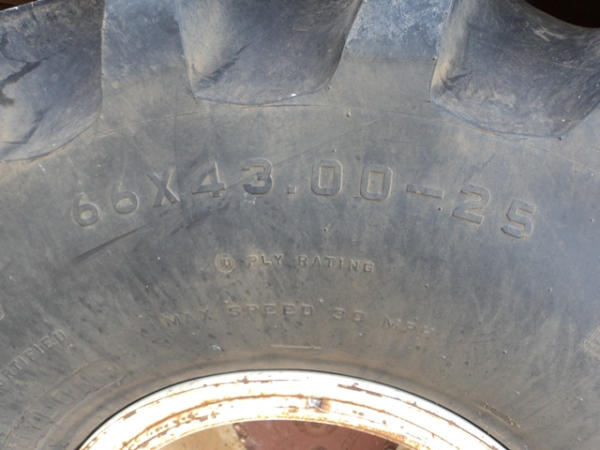 66X43.00-25
PLY RATING
MAX SPEED 30 MPH